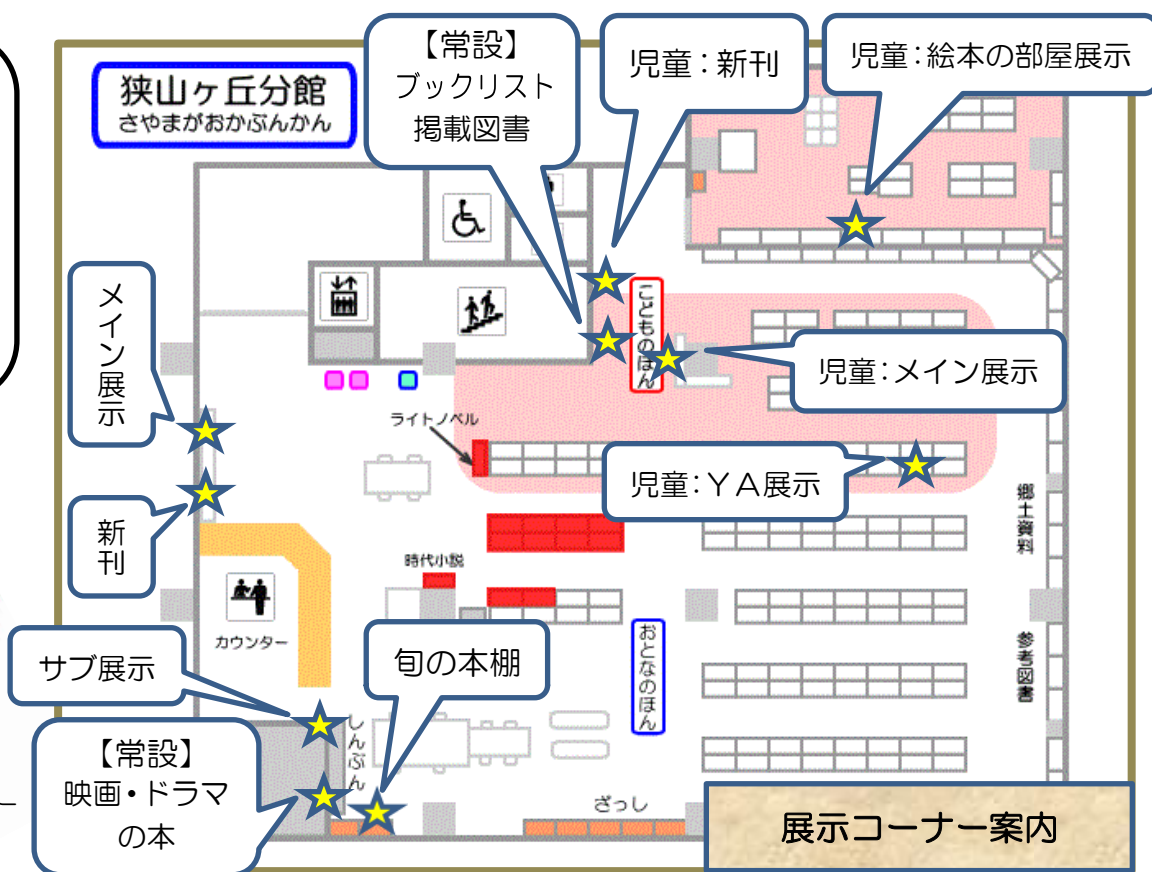 狭山ヶ丘分館
さやまがおかぶんかん
【常設】
ブックリスト
掲載図書
児童：新刊
児童：絵本の部屋展示
メイン展示
新刊
こどものほん
児童：メイン展示
ライトノベル
児童：ＹＡ展示
郷土資料
時代小説
カウンター
サブ展示
旬の本棚
おとなのほん
参考図書
しんぶん
【常設】
映画・ドラマ
の本
ざっし
展示コーナー案内